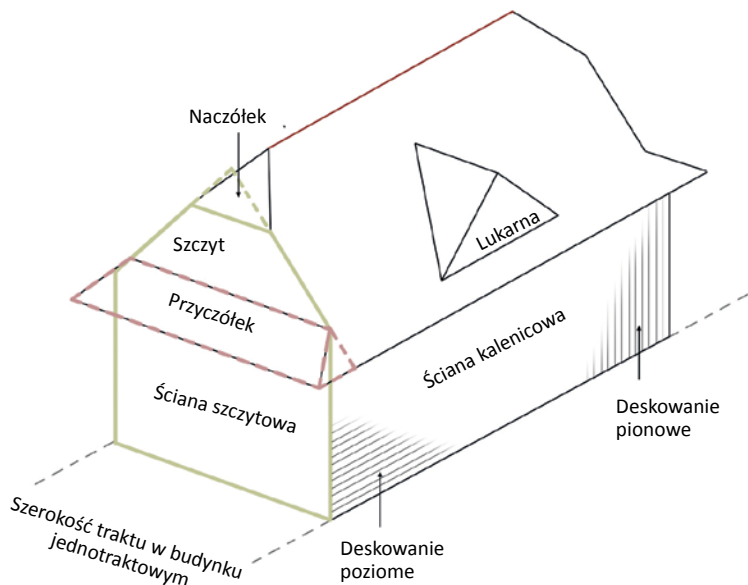 Naczółek
Szczyt
Lukarna
Przyczółek
Ściana kalenicowa
Ściana szczytowa
Deskowanie
pionowe
Szerokość traktu w budynku
jednotraktowym
Deskowanie
poziome